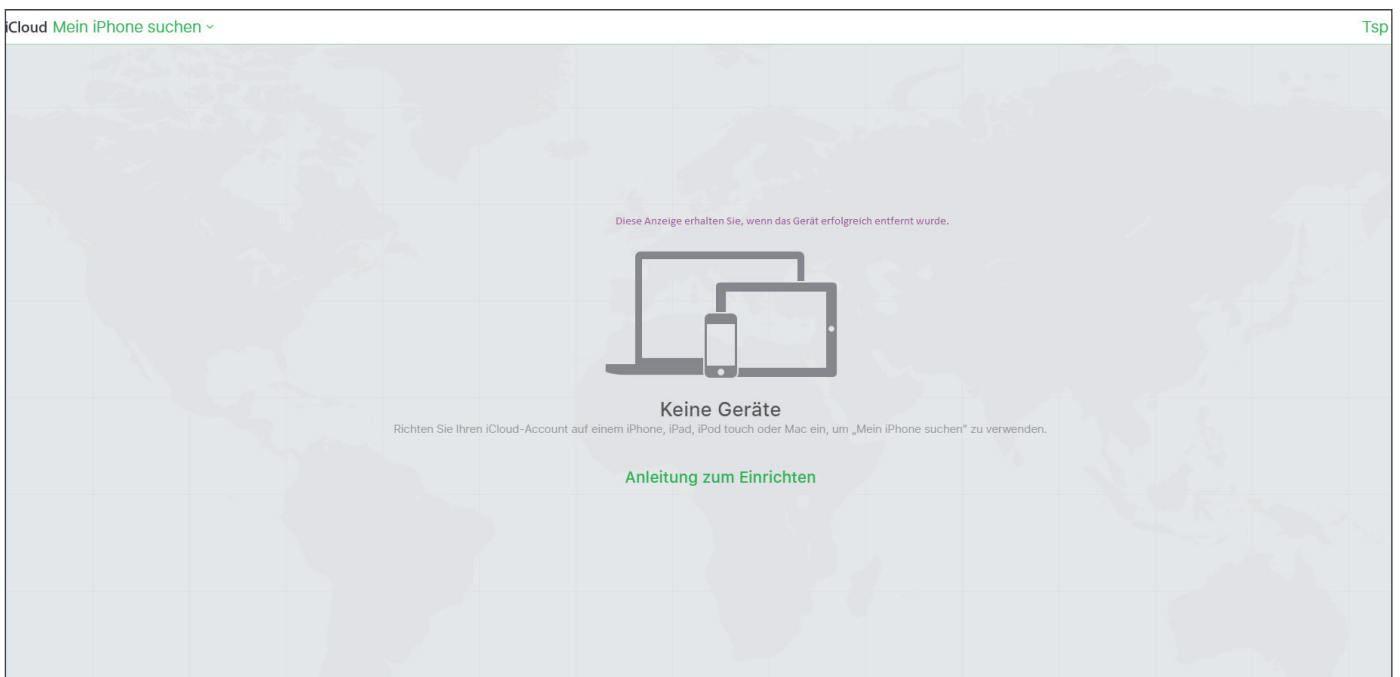 iCloud Mein iPhone suchen
Tsp
Diese Anzeige erhalten Sie, wenn das Gerät erfolgreich entfernt wurde.
Keine Geräte
Richten Sie Ihren iCloud-Account auf einem iPhone, iPad, iPod touch oder Mac ein, um „Mein iPhone suchen" zu verwenden.
Anleitung zum Einrichten